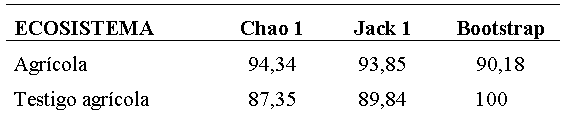 ECOSISTEMA Chao 1 Jack 1 Bootstrap
Agrícola 94,34 93,85 90,18
Testigo agrícola 87,35 89,84 100